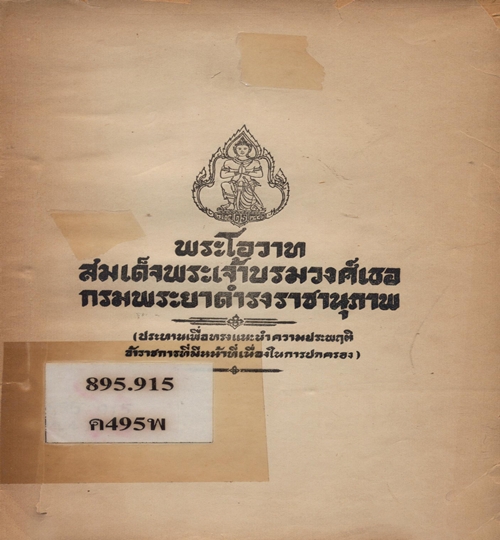 พระโอวาท
สมเด็จพระเจ้าบรมวงศ์เธอ
กรมพระยาดำรงราชานุภาพ
(ประทานเพื่อทรงแนะนำความประพฤติ
ข้าราชการที่มีหน้าที่เนื่องในการปกครอง)
895.915
ค495พ